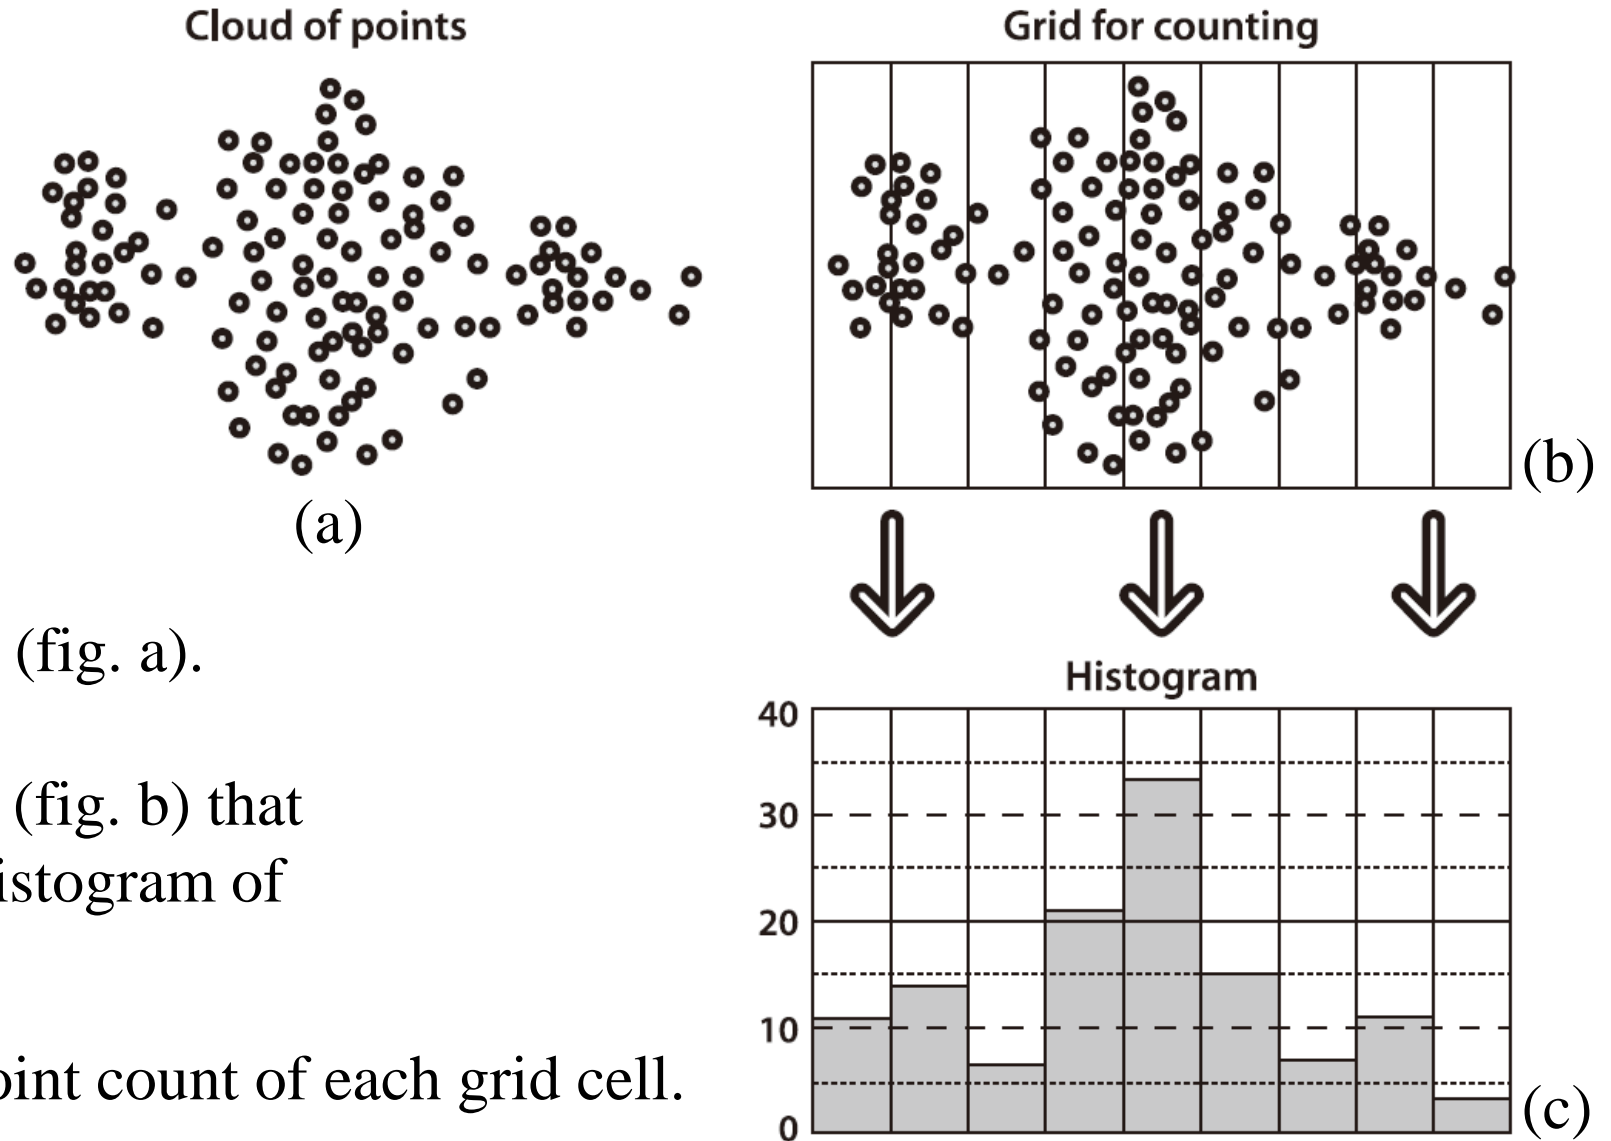 Cloud of points
Grid for counting
(b)
(a)
(fig. a).
(fig. b) that
istogram of
oint count of each grid cell.
Histogram
40
30
20
10
0
(c)